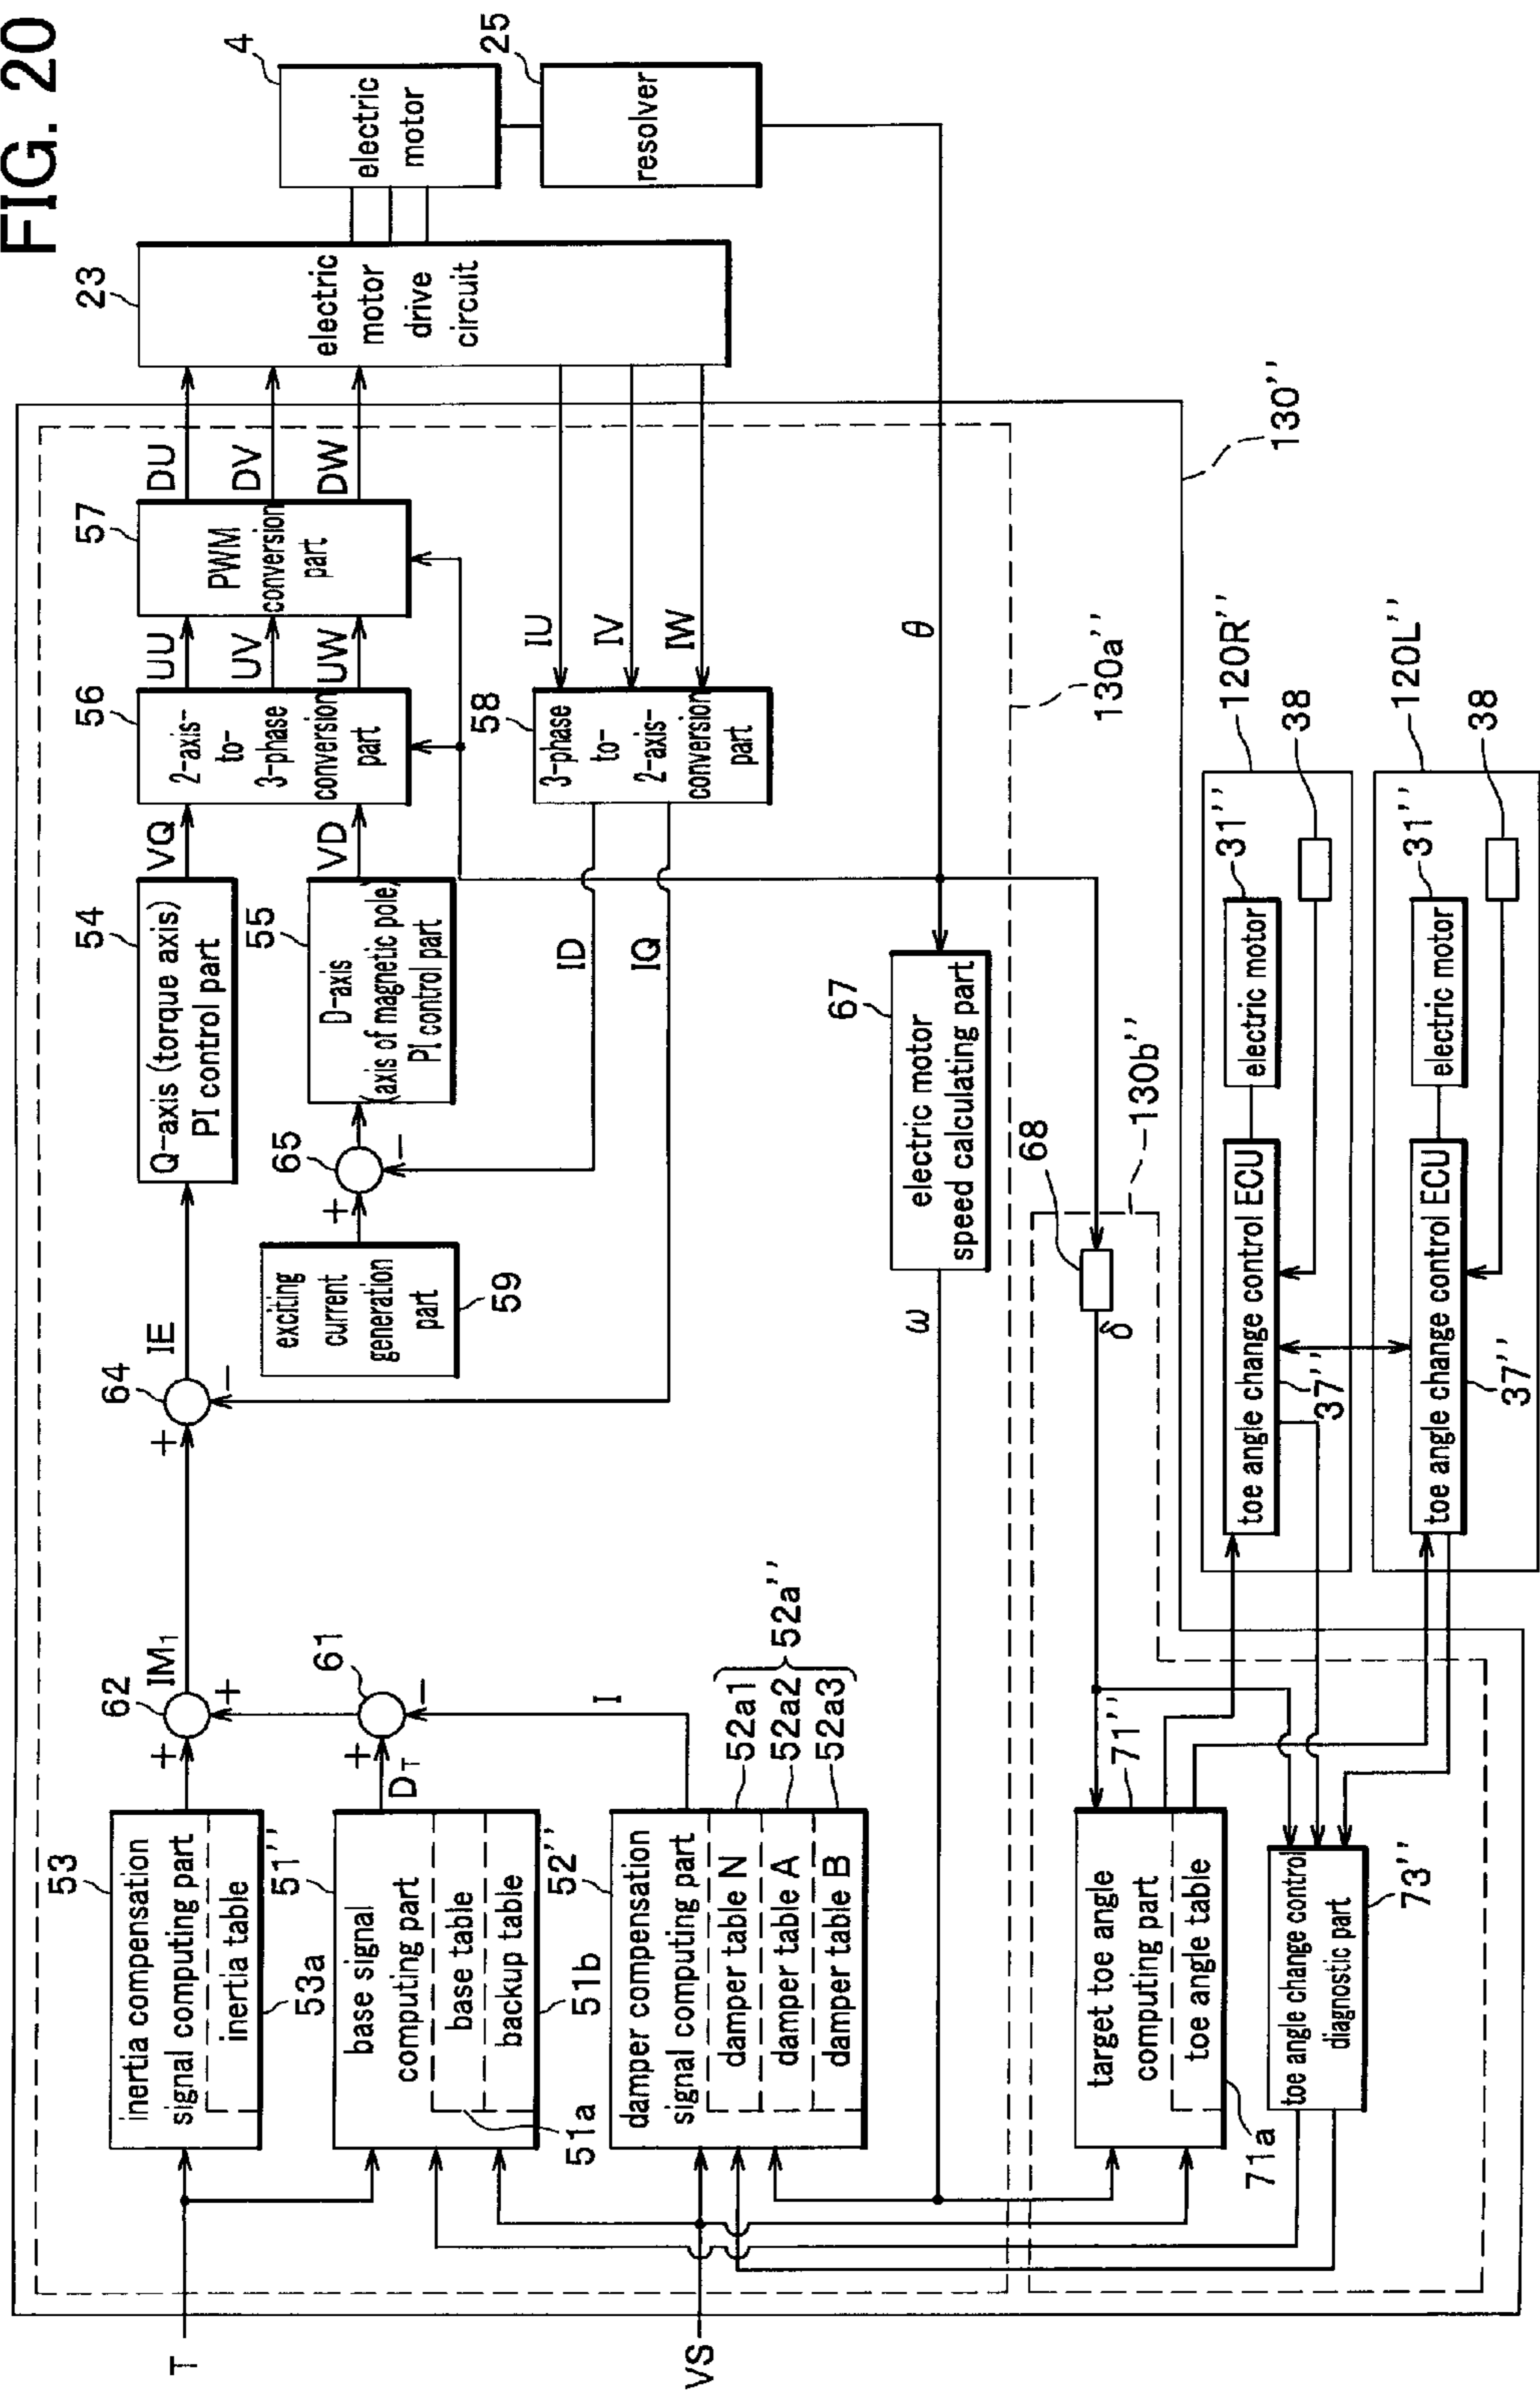 FIG. 20
T
VS
53
inertia compensation
signal computing part
inertia table
53a
51''
base signal
computing part
base table
backup table
51a
51b
52''
damper compensation
signal computing part
damper table N
damper table A
damper table B
52a1
52a2
52a3
52a''
DT
+
61
−
I
+
+
62
IM1
+
64
−
IE
54
Q-axis (torque axis)
PI control part
VQ
exciting
current
generation
part
59
+
65
−
55
D-axis
(axis of magnetic pole)
PI control part
VD
56
2-axis-
to-
3-phase
conversion
part
UU
UV
UW
57
PWM
conversion
part
DU
DV
DW
23
electric
motor
drive
circuit
4
electric
motor
25
resolver
58
3-phase
to-
2-axis-
conversion
part
IU
IV
IW
ID
IQ
θ
67
electric motor
speed calculating part
ω
130a''
130''
130b''
68
δ
71''
target toe angle
computing part
toe angle table
71a
toe angle change control
diagnostic part
73''
120R''
toe angle change control ECU
37''
electric motor
31''
38
120L''
toe angle change control ECU
37''
electric motor
31''
38